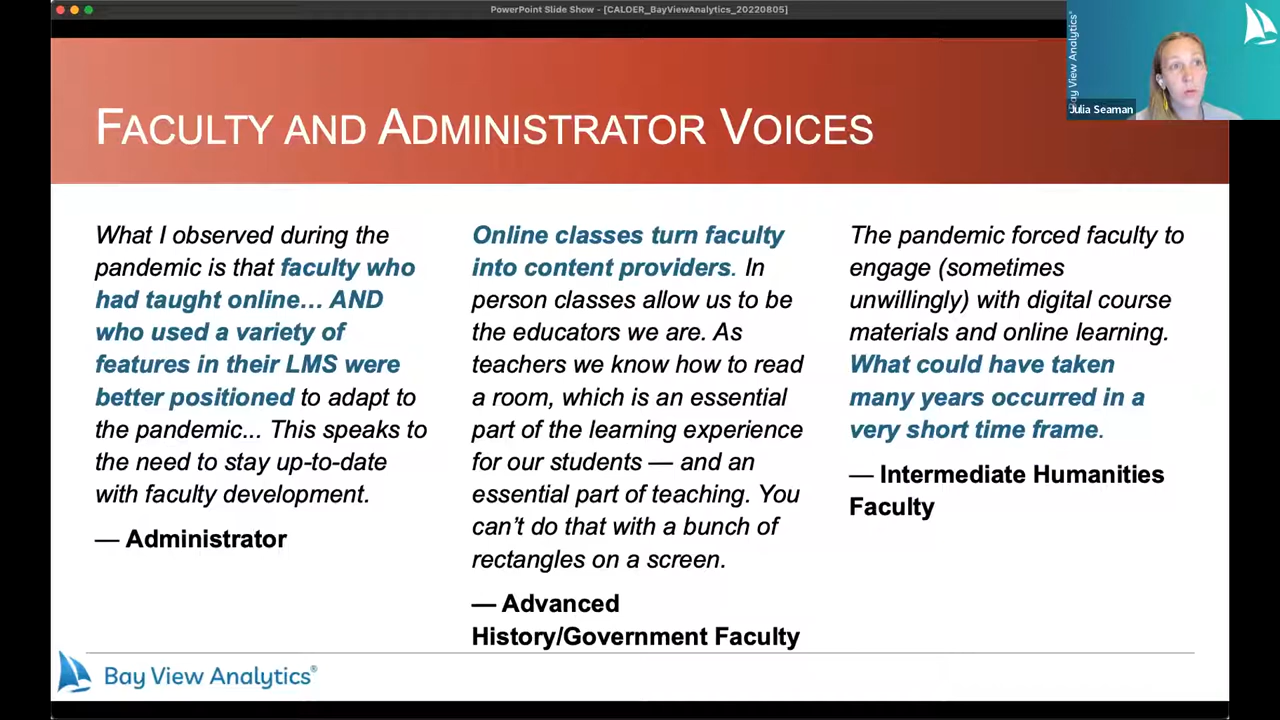 PowerPoint Slide Show - [CALDER_BayViewAnalytics_20220805]
Bay View Analytics®
Julia Seaman
FACULTY AND ADMINISTRATOR VOICES
What I observed during the
pandemic is that faculty who
had taught online… AND
who used a variety of
features in their LMS were
better positioned to adapt to
the pandemic... This speaks to
the need to stay up-to-date
with faculty development.
— Administrator
Online classes turn faculty
into content providers. In
person classes allow us to be
the educators we are. As
teachers we know how to read
a room, which is an essential
part of the learning experience
for our students — and an
essential part of teaching. You
can’t do that with a bunch of
rectangles on a screen.
— Advanced
History/Government Faculty
The pandemic forced faculty to
engage (sometimes
unwillingly) with digital course
materials and online learning.
What could have taken
many years occurred in a
very short time frame.
— Intermediate Humanities
Faculty
Bay View Analytics®